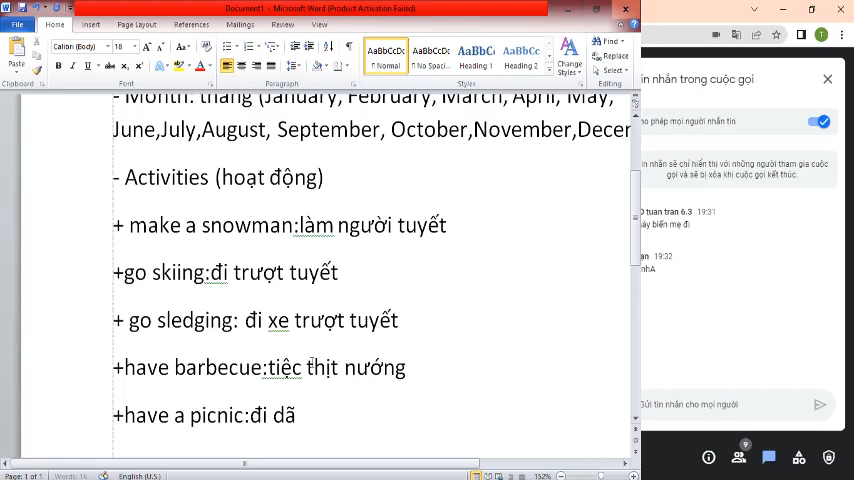 Document1 - Microsoft Word (Product Activation Failed)
File Home Insert Page Layout References Mailings Review View
Paste
Calibri (Body) 18
Find
Replace
Select
AaBbCcDc AaBbCcDc AaBbC AaBbCc
¶ Normal ¶ No Spaci... Heading 1 Heading 2
Change
Styles
Clipboard Font Paragraph Styles Editing
- Month: tháng (January, February, March, April, May,
June,July,August, September, October,November,Decem
- Activities (hoạt động)
+ make a snowman:làm người tuyết
+go skiing:đi trượt tuyết
+ go sledging: đi xe trượt tuyết
+have barbecue:tiệc thịt nướng
+have a picnic:đi dã
Page: 1 of 1 Words: 16 English (U.S.) 152%
T
tin nhắn trong cuộc gọi
ho phép mọi người nhắn tin
in nhắn sẽ chỉ hiển thị với những người tham gia cuộc
gọi và sẽ bị xóa khi cuộc gọi kết thúc.
tuan tran 6.3 19:31
ày biến mẹ đi
an 19:32
nhA
Gửi tin nhắn cho mọi người
9